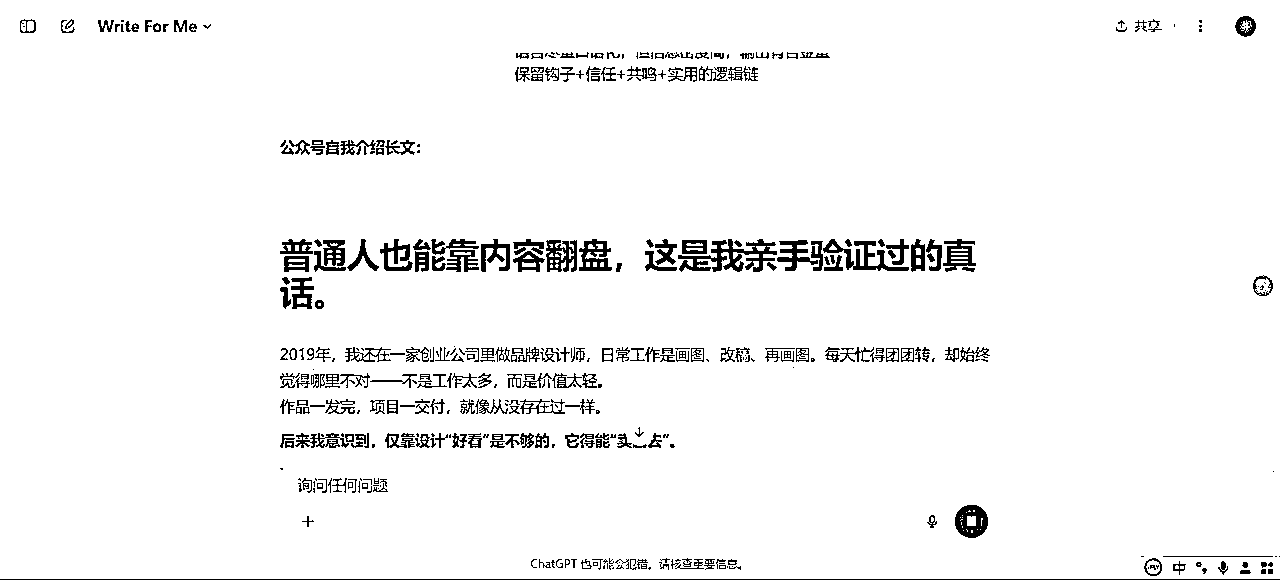 Write For Me
共享
保留钩子+信任+共鸣+实用的逻辑链
公众号自我介绍长文：
普通人也能靠内容翻盘，这是我亲手验证过的真
话。
2019年，我还在一家创业公司里做品牌设计师，日常工作是画图、改稿、再画图。每天忙得团团转，却始终
觉得哪里不对——不是工作太多，而是价值太轻。
作品一发完，项目一交付，就像从没存在过一样。
后来我意识到，仅靠设计“好看”是不够的，它得能“
询问任何问题
ChatGPT 也可能会犯错。请核查重要信息。
中